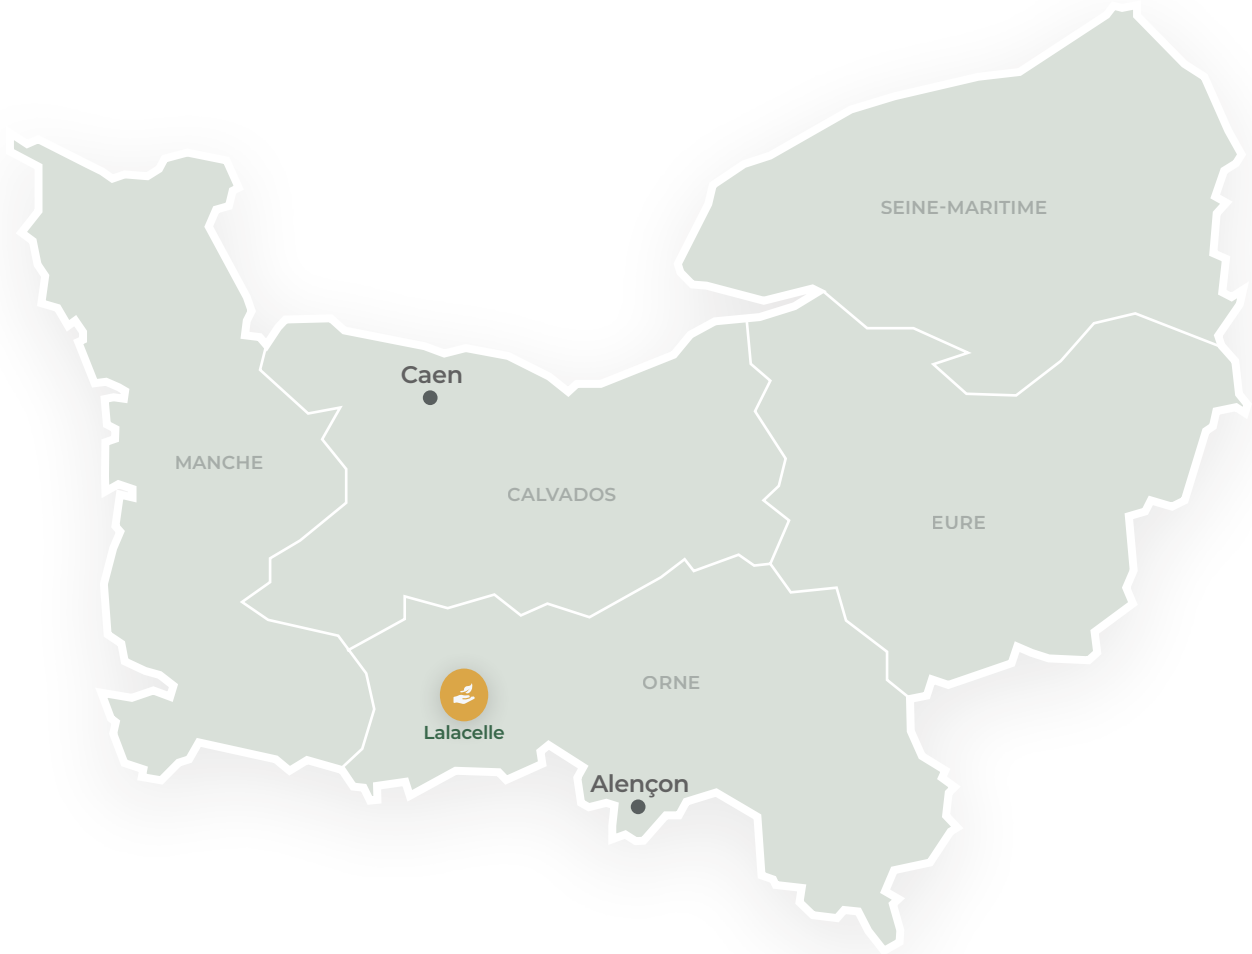 SEINE-MARITIME
Caen
MANCHE
CALVADOS
EURE
ORNE
Lalacelle
Alençon